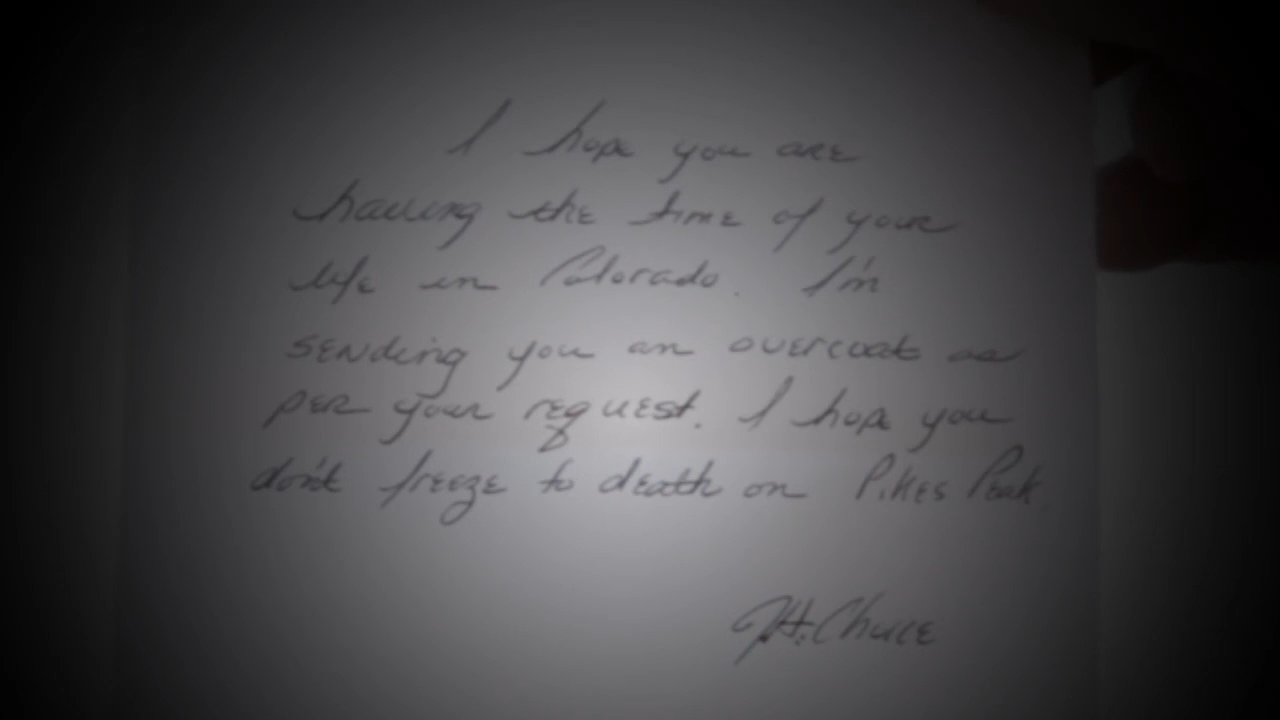 I hope you are
having the time of your
life in Colorado. I'm
sending you an overcoat as
per your request. I hope you
don't freeze to death on Pikes Peak
J.H.